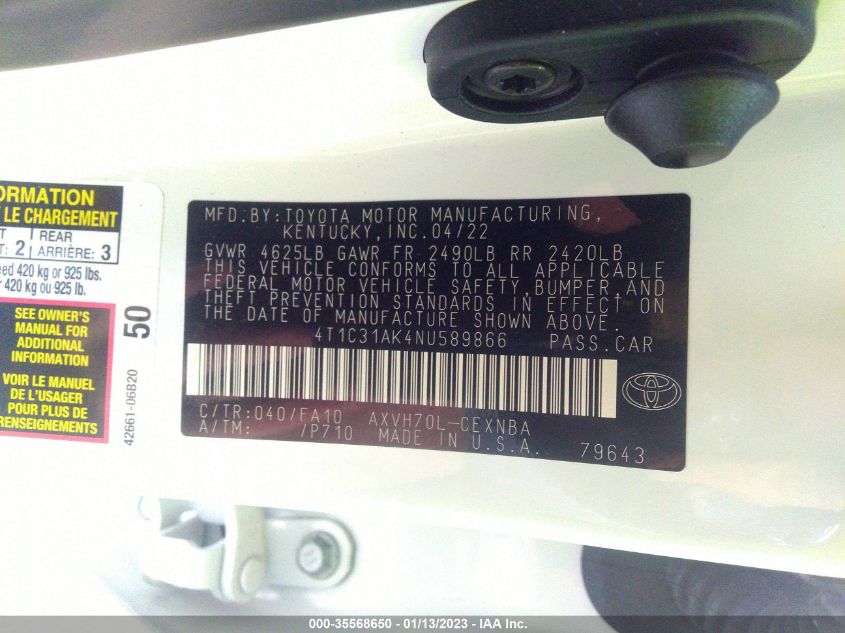 ORMATION
LE CHARGEMENT
REAR
: 2 ARRIÈRE: 3
eed 420 kg or 925 lbs.
r 420 kg ou 925 lb.
SEE OWNER'S
MANUAL FOR
ADDITIONAL
INFORMATION
VOIR LE MANUEL
DE L'USAGER
POUR PLUS DE
RENSEIGNEMENTS
50
42661-06B20
MFD.BY:TOYOTA MOTOR MANUFACTURING,
KENTUCKY, INC. 04/22
GVWR 4625LB GAWR FR 2490LB RR 2420LB
THIS VEHICLE CONFORMS TO ALL APPLICABLE
FEDERAL MOTOR VEHICLE SAFETY, BUMPER, AND
THEFT PREVENTION STANDARDS IN EFFECT ON
THE DATE OF MANUFACTURE SHOWN ABOVE.
4T1C31AK4NU589866 PASS.CAR
C/TR:040/FA10 AXVH70L-CEXNBA
A/TM: /P710 MADE IN U.S.A.
79643
000-35568650 — 01/13/2023 — IAA Inc.